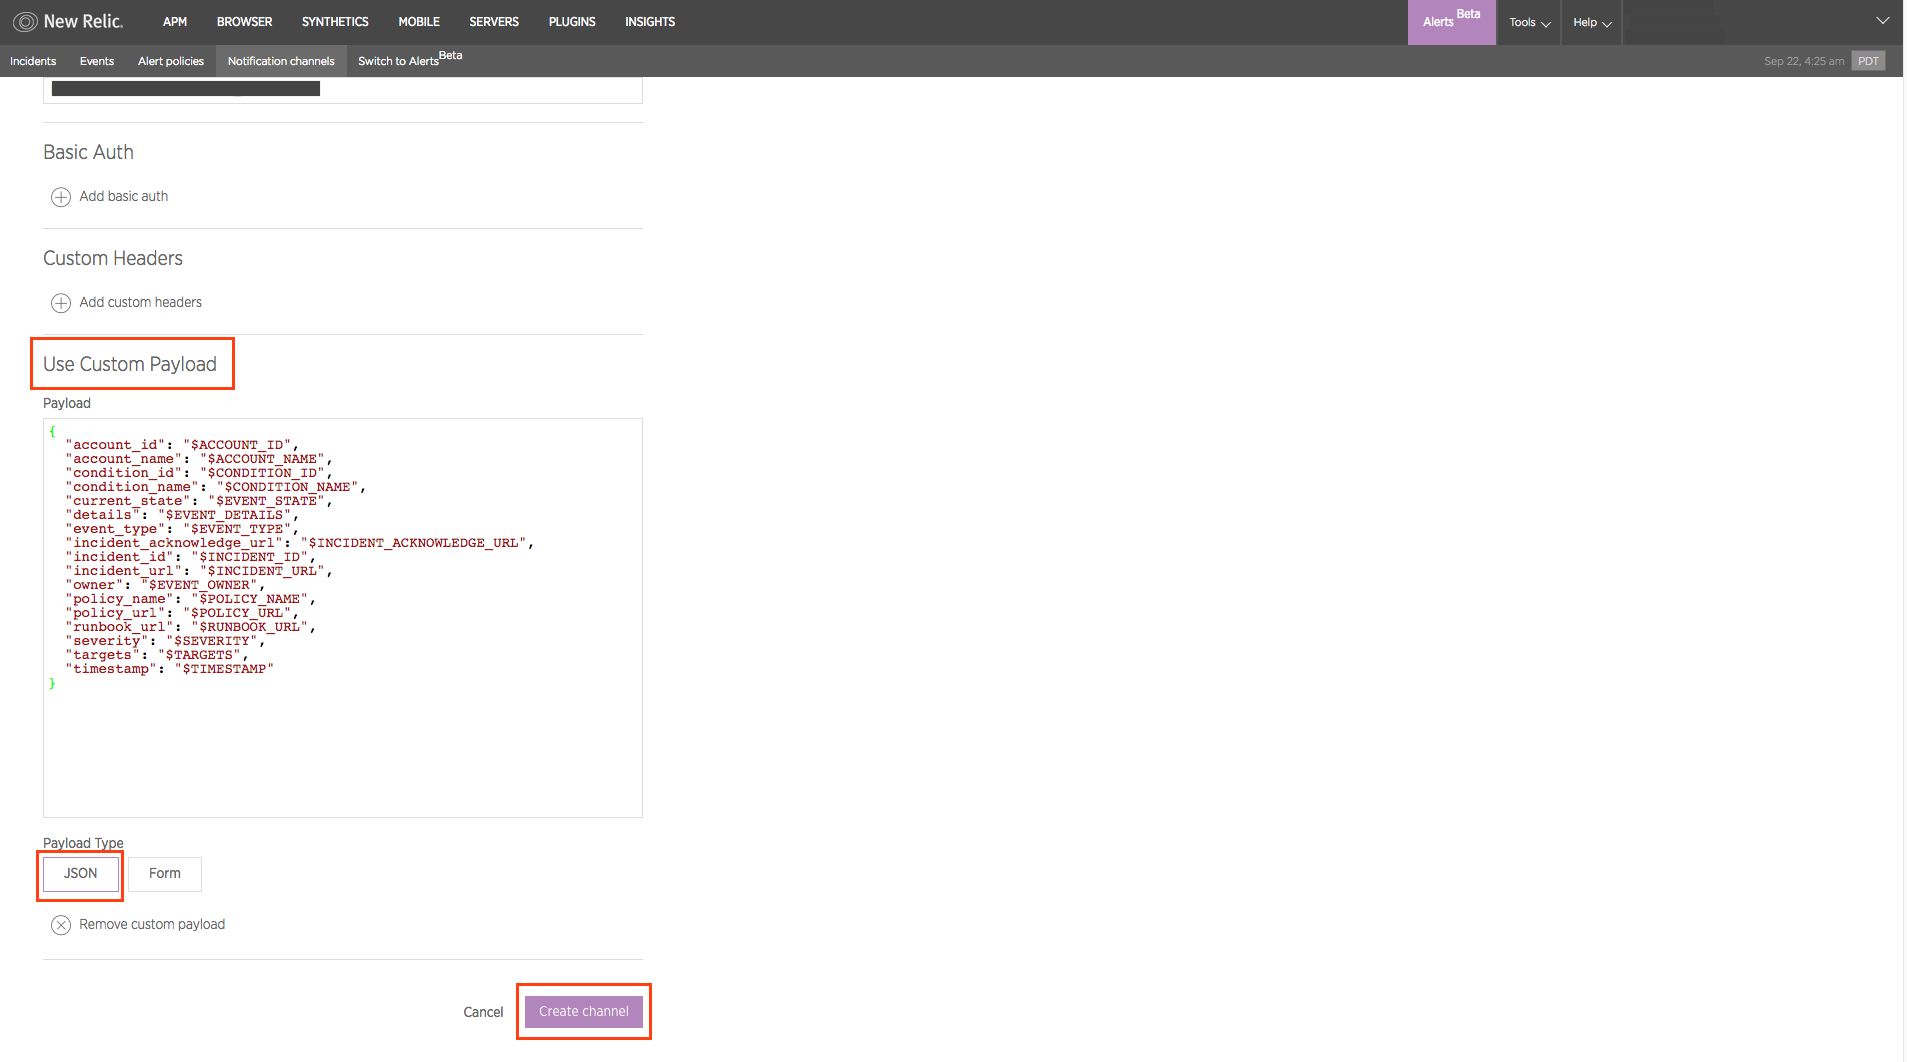 New Relic.
APM BROWSER SYNTHETICS MOBILE SERVERS PLUGINS INSIGHTS
Alerts Beta
Tools
Help
Incidents Events Alert policies Notification channels Switch to Alerts Beta
Sep 22, 4:25 am PDT
Basic Auth
Add basic auth
Custom Headers
Add custom headers
Use Custom Payload
Payload
{
"account_id": "$ACCOUNT_ID",
"account_name": "$ACCOUNT_NAME",
"condition_id": "$CONDITION_ID",
"condition_name": "$CONDITION_NAME",
"current_state": "$EVENT_STATE",
"details": "$EVENT_DETAILS",
"event_type": "$EVENT_TYPE",
"incident_acknowledge_url": "$INCIDENT_ACKNOWLEDGE_URL",
"incident_id": "$INCIDENT_ID",
"incident_url": "$INCIDENT_URL",
"owner": "$EVENT_OWNER",
"policy_name": "$POLICY_NAME",
"policy_url": "$POLICY_URL",
"runbook_url": "$RUNBOOK_URL",
"severity": "$SEVERITY",
"targets": "$TARGETS",
"timestamp": "$TIMESTAMP"
}
Payload Type
JSON Form
Remove custom payload
Cancel Create channel